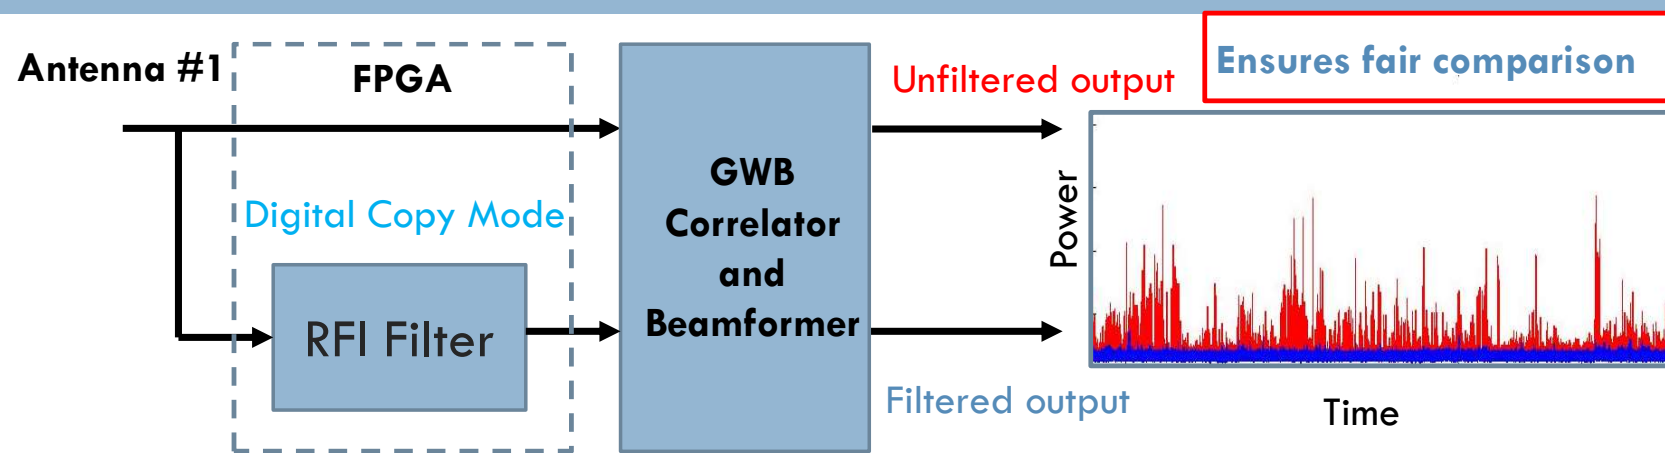 Antenna #1
FPGA
Digital Copy Mode
RFI Filter
GWB
Correlator
and
Beamformer
Unfiltered output
Filtered output
Ensures fair comparison
Power
Time